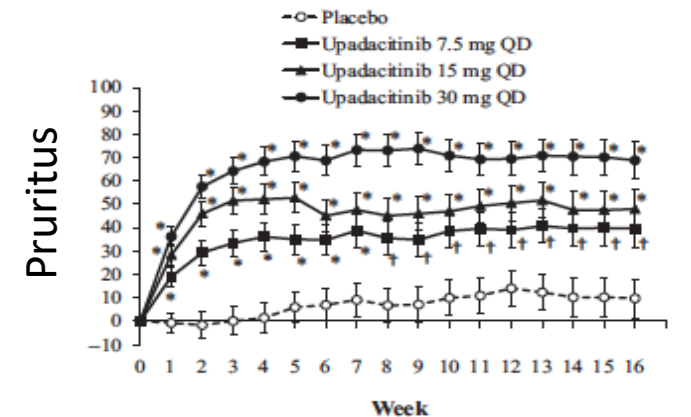 Placebo
Upadacitinib 7.5 mg QD
Upadacitinib 15 mg QD
Upadacitinib 30 mg QD
Pruritus
100
90
80
70
60
50
40
30
20
10
0
–10
* * * * * * * * * * * * * * * *
* * * * * * * * * * * * * * * *
* * * * * * * † † † † † † † † †
0 1 2 3 4 5 6 7 8 9 10 11 12 13 14 15 16
Week